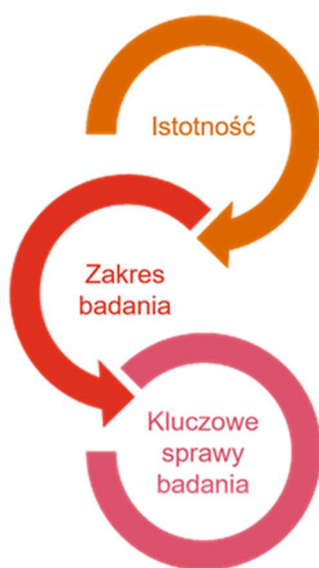 Istotność
Zakres
badania
Kluczowe
sprawy
badania